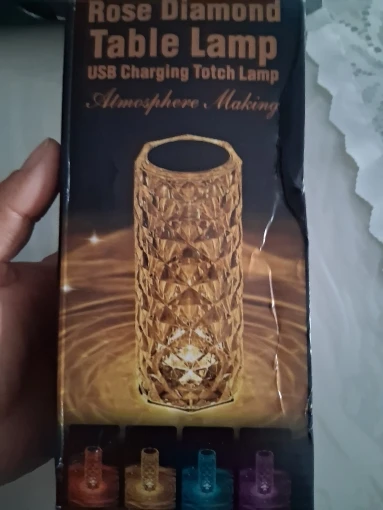 Rose Diamond
Table Lamp
USB Charging Totch Lamp
Atmosphere Making